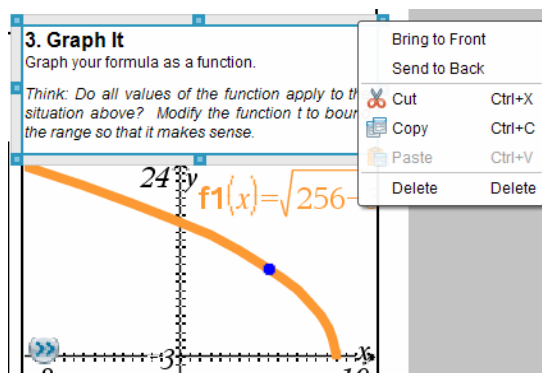 3. Graph It
Graph your formula as a function.
Think: Do all values of the function apply to
situation above? Modify the function t to
the range so that it makes sense.
Bring to Front
Send to Back
Cut Ctrl+X
Copy Ctrl+C
Paste Ctrl+V
Delete Delete
24 y
f1(x)=√256-
-3
x
10